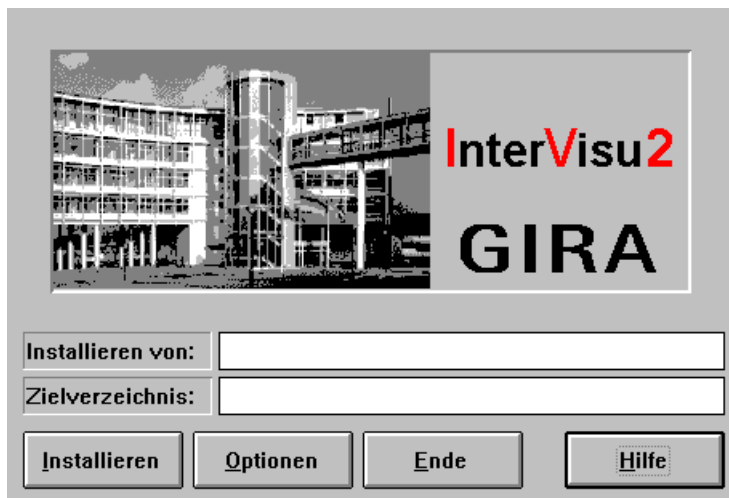 InterVisu2
GIRA
Installieren von:
Zielverzeichnis:
Installieren Optionen Ende Hilfe